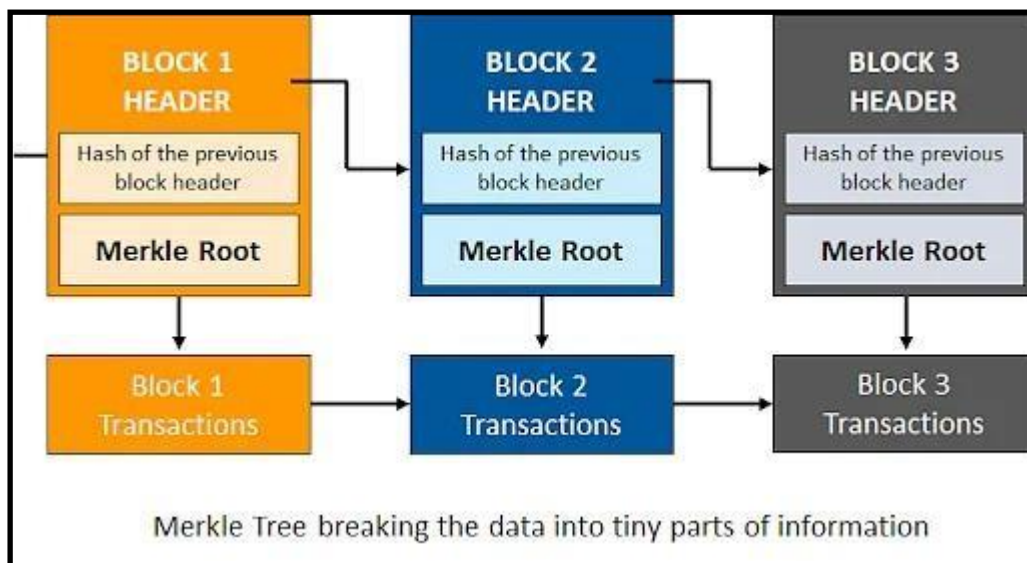 BLOCK 1
HEADER
Hash of the previous
block header
Merkle Root
BLOCK 2
HEADER
Hash of the previous
block header
Merkle Root
BLOCK 3
HEADER
Hash of the previous
block header
Merkle Root
Block 1
Transactions
Block 2
Transactions
Block 3
Transactions
Merkle Tree breaking the data into tiny parts of information